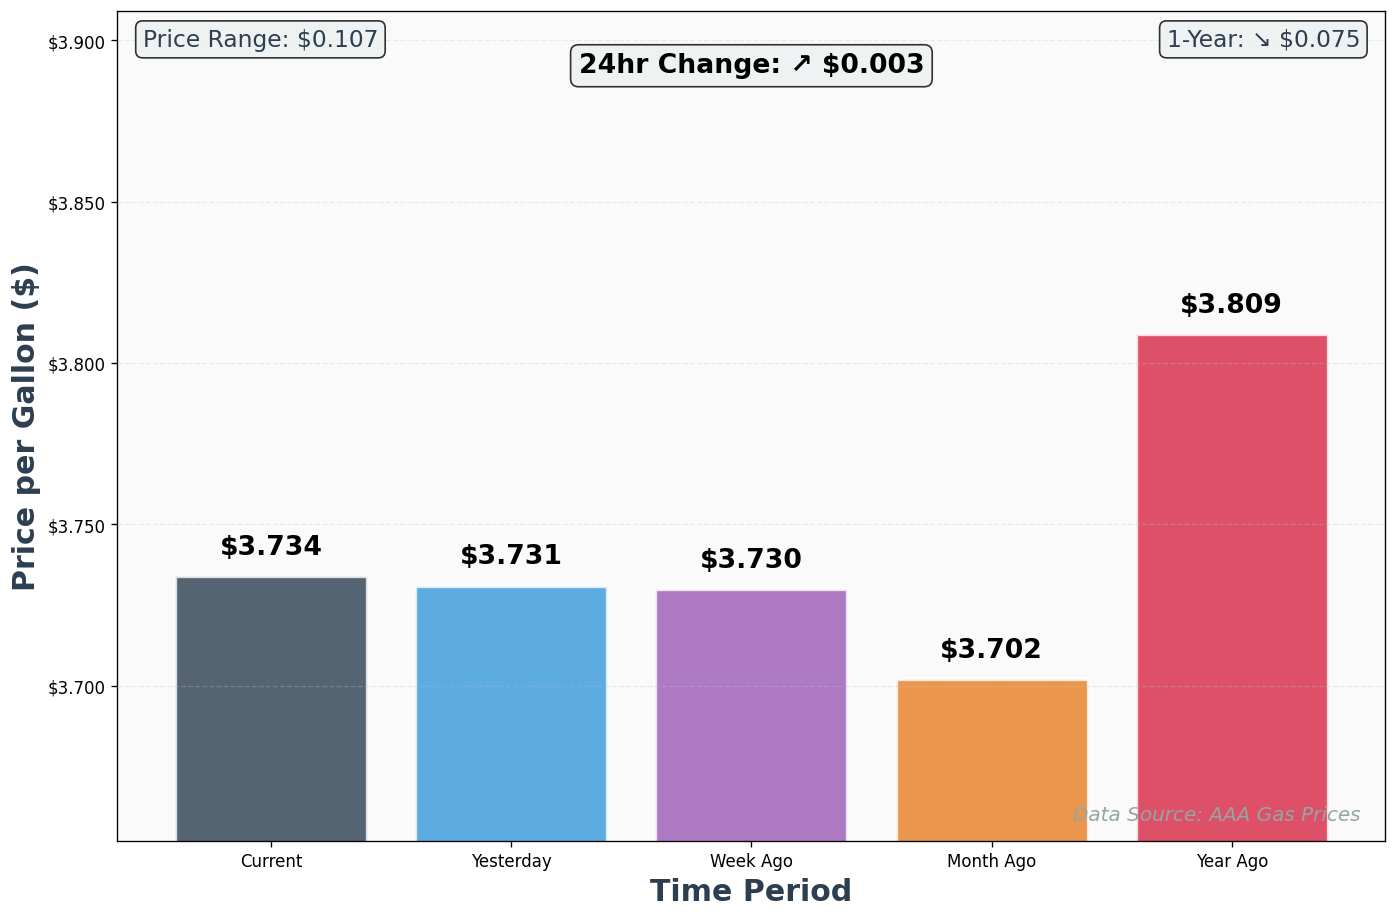 Price Range: $0.107
24hr Change: ↗ $0.003
1-Year: ↘ $0.075
Price per Gallon ($)
$3.900
$3.850
$3.800
$3.750
$3.700
$3.734
$3.731
$3.730
$3.702
$3.809
Data Source: AAA Gas Prices
Current
Yesterday
Week Ago
Month Ago
Year Ago
Time Period